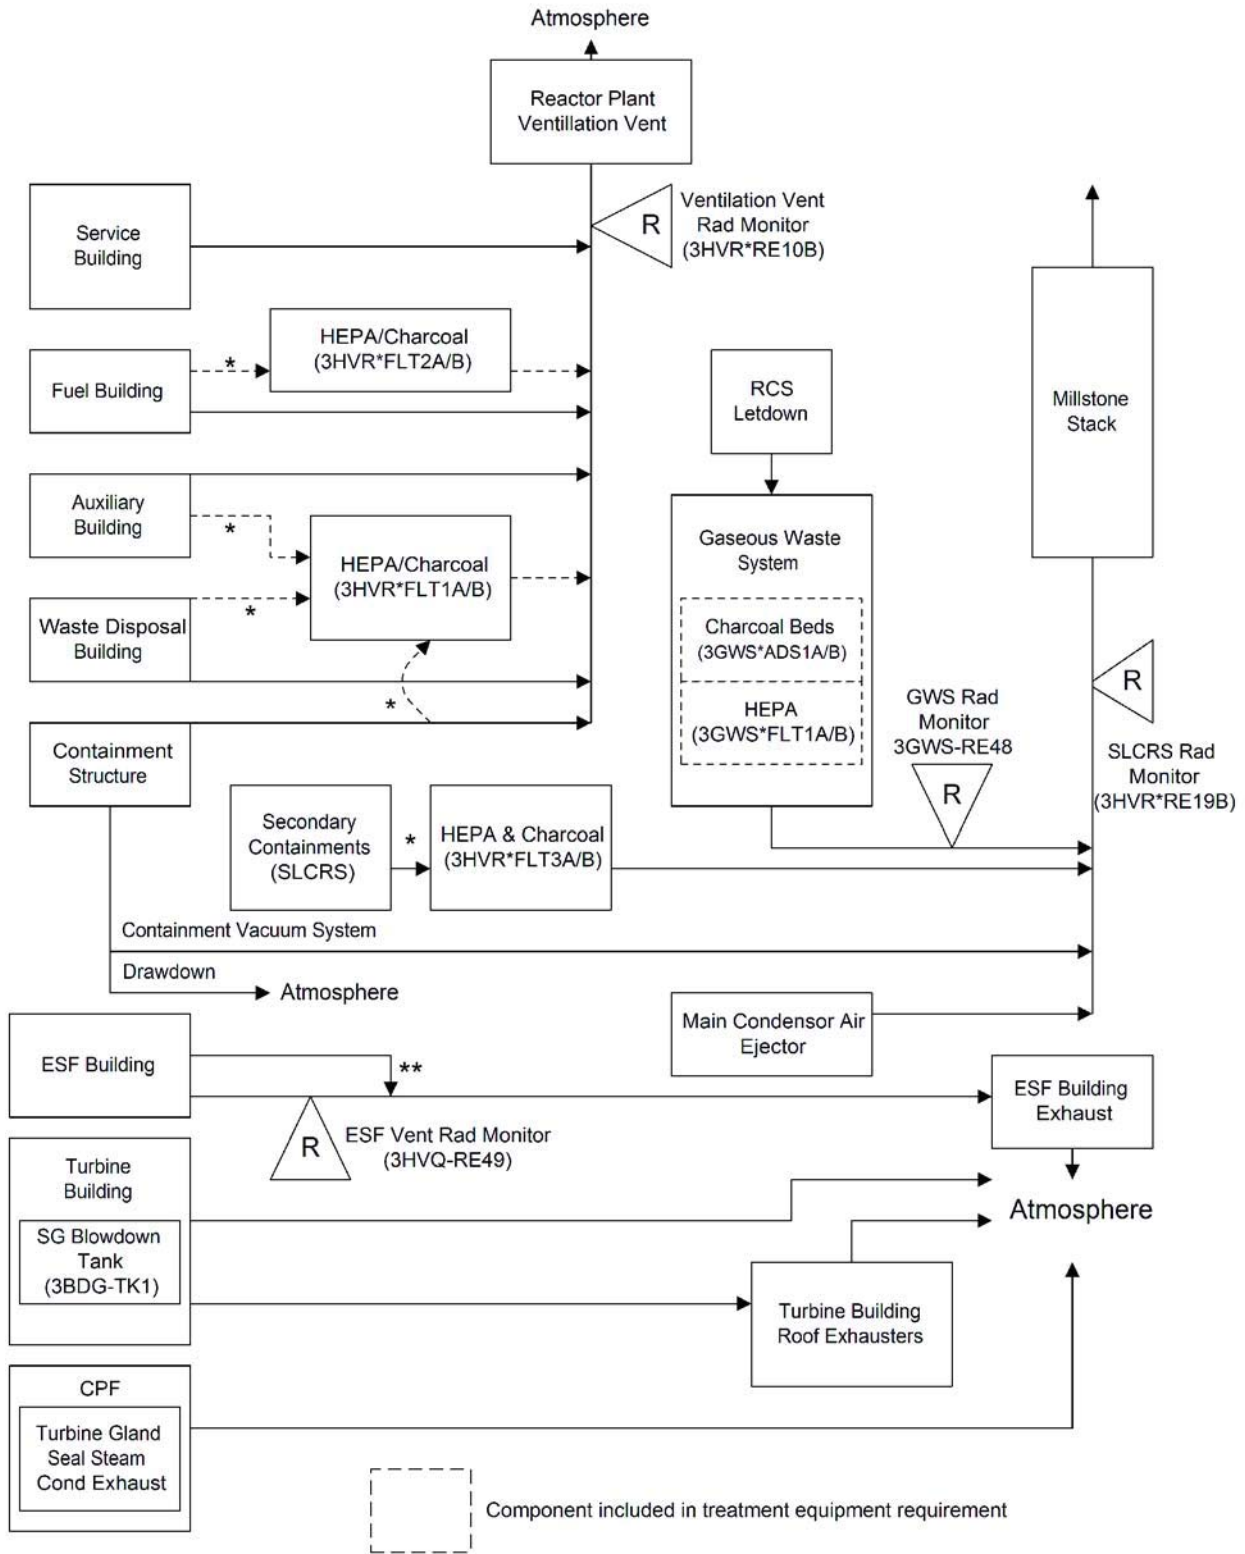 Atmosphere
Reactor Plant
Ventillation Vent
Service
Building
R
Ventilation Vent
Rad Monitor
(3HVR*RE10B)
Fuel Building
*
HEPA/Charcoal
(3HVR*FLT2A/B)
RCS
Letdown
Millstone
Stack
Auxiliary
Building
*
HEPA/Charcoal
(3HVR*FLT1A/B)
Waste Disposal
Building
*
*
Gaseous Waste
System
Charcoal Beds
(3GWS*ADS1A/B)
HEPA
(3GWS*FLT1A/B)
GWS Rad
Monitor
3GWS-RE48
R
R
SLCRS Rad
Monitor
(3HVR*RE19B)
Containment
Structure
Secondary
Containments
(SLCRS)
*
HEPA & Charcoal
(3HVR*FLT3A/B)
Containment Vacuum System
Drawdown
Atmosphere
Main Condensor Air
Ejector
ESF Building
**
R
ESF Vent Rad Monitor
(3HVQ-RE49)
ESF Building
Exhaust
Atmosphere
Turbine
Building
SG Blowdown
Tank
(3BDG-TK1)
Turbine Building
Roof Exhausters
CPF
Turbine Gland
Seal Steam
Cond Exhaust
Component included in treatment equipment requirement